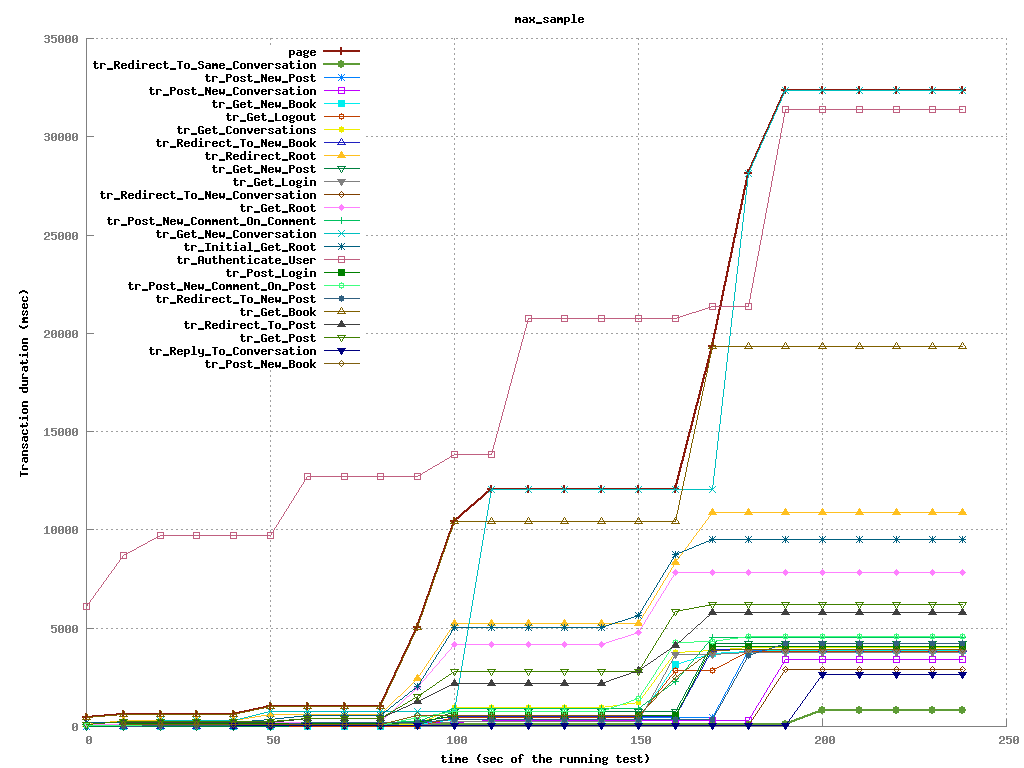 max_sample
35000
30000
25000
20000
15000
10000
5000
0
Transaction duration (msec)
page
tr_Redirect_To_Same_Conversation
tr_Post_New_Post
tr_Post_New_Conversation
tr_Get_New_Book
tr_Get_Logout
tr_Get_Conversations
tr_Redirect_To_New_Book
tr_Redirect_Root
tr_Get_New_Post
tr_Get_Login
tr_Redirect_To_New_Conversation
tr_Get_Root
tr_Post_New_Comment_On_Comment
tr_Get_New_Conversation
tr_Initial_Get_Root
tr_Authenticate_User
tr_Post_Login
tr_Post_New_Comment_On_Post
tr_Redirect_To_New_Post
tr_Get_Book
tr_Redirect_To_Post
tr_Get_Post
tr_Reply_To_Conversation
tr_Post_New_Book
0 50 100 150 200 250
time (sec of the running test)